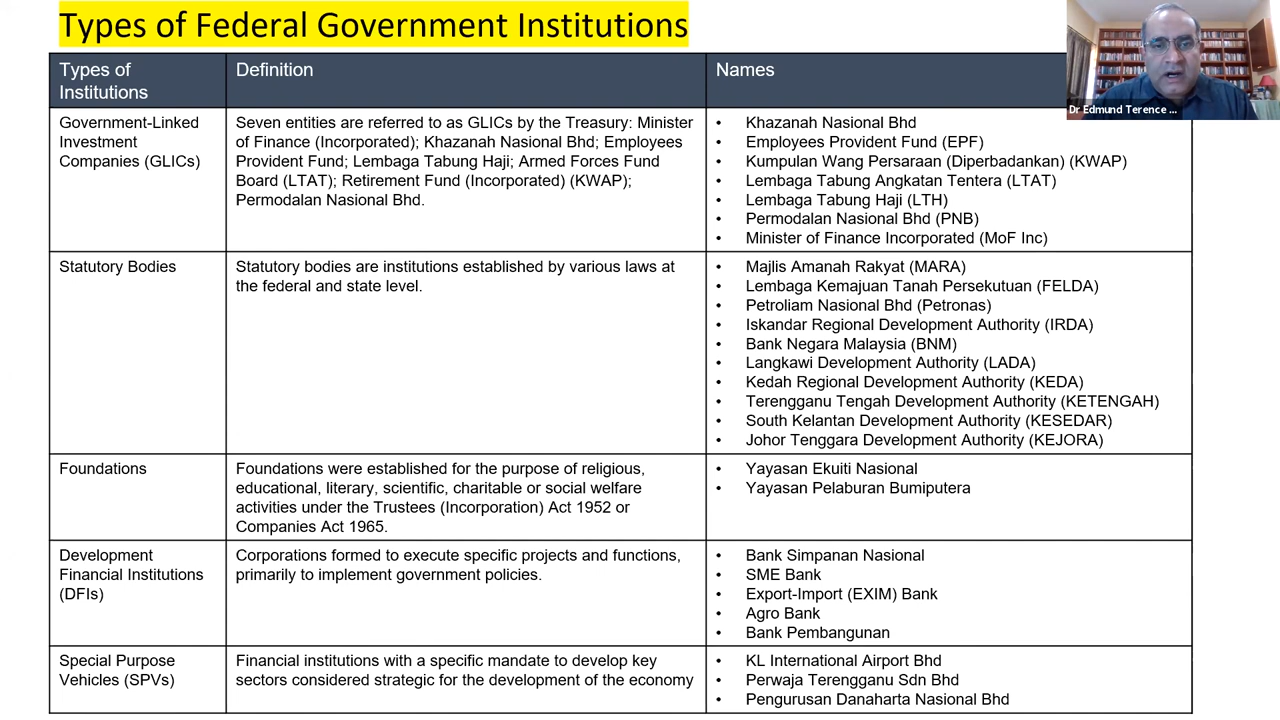 Types of Federal Government Institutions
Dr Edmund Terence ...
Types of
Institutions
Definition
Names
Government-Linked
Investment
Companies (GLICs)
Seven entities are referred to as GLICs by the Treasury: Minister
of Finance (Incorporated); Khazanah Nasional Bhd; Employees
Provident Fund; Lembaga Tabung Haji; Armed Forces Fund
Board (LTAT); Retirement Fund (Incorporated) (KWAP);
Permodalan Nasional Bhd.
• Khazanah Nasional Bhd
• Employees Provident Fund (EPF)
• Kumpulan Wang Persaraan (Diperbadankan) (KWAP)
• Lembaga Tabung Angkatan Tentera (LTAT)
• Lembaga Tabung Haji (LTH)
• Permodalan Nasional Bhd (PNB)
• Minister of Finance Incorporated (MoF Inc)
Statutory Bodies
Statutory bodies are institutions established by various laws at
the federal and state level.
• Majlis Amanah Rakyat (MARA)
• Lembaga Kemajuan Tanah Persekutuan (FELDA)
• Petroliam Nasional Bhd (Petronas)
• Iskandar Regional Development Authority (IRDA)
• Bank Negara Malaysia (BNM)
• Langkawi Development Authority (LADA)
• Kedah Regional Development Authority (KEDA)
• Terengganu Tengah Development Authority (KETENGAH)
• South Kelantan Development Authority (KESEDAR)
• Johor Tenggara Development Authority (KEJORA)
Foundations
Foundations were established for the purpose of religious,
educational, literary, scientific, charitable or social welfare
activities under the Trustees (Incorporation) Act 1952 or
Companies Act 1965.
• Yayasan Ekuiti Nasional
• Yayasan Pelaburan Bumiputera
Development
Financial Institutions
(DFIs)
Corporations formed to execute specific projects and functions,
primarily to implement government policies.
• Bank Simpanan Nasional
• SME Bank
• Export-Import (EXIM) Bank
• Agro Bank
• Bank Pembangunan
Special Purpose
Vehicles (SPVs)
Financial institutions with a specific mandate to develop key
sectors considered strategic for the development of the economy
• KL International Airport Bhd
• Perwaja Terengganu Sdn Bhd
• Pengurusan Danaharta Nasional Bhd